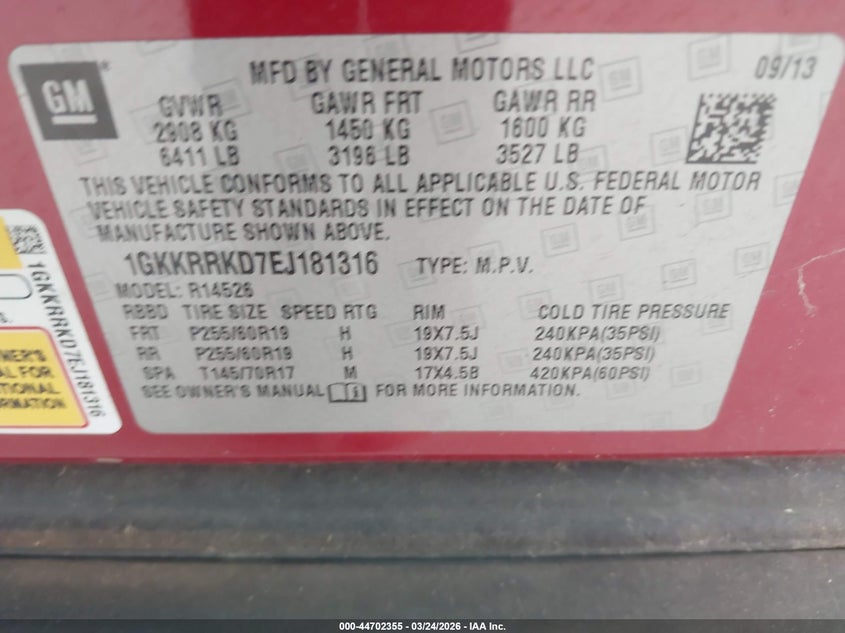 GM
MFD BY GENERAL MOTORS LLC
09/13
GVWR GAWR FRT GAWR RR
2908 KG 1450 KG 1600 KG
6411 LB 3196 LB 3527 LB
THIS VEHICLE CONFORMS TO ALL APPLICABLE U.S. FEDERAL MOTOR
VEHICLE SAFETY STANDARDS IN EFFECT ON THE DATE OF
MANUFACTURE SHOWN ABOVE.
1GKKRRKD7EJ181316 TYPE: M.P.V.
MODEL: R14526
RBBD TIRE SIZE SPEED RTG RIM COLD TIRE PRESSURE
FRT P255/60R19 H 19X7.5J 240KPA(35PSI)
RR P255/60R19 H 19X7.5J 240KPA(35PSI)
SPA T145/70R17 M 17X4.5B 420KPA(60PSI)
SEE OWNER'S MANUAL FOR MORE INFORMATION.
1GKKRRKD7EJ181316
OWNER'S
FOR
000-44702355 - 03/24/2026 - IAA Inc.